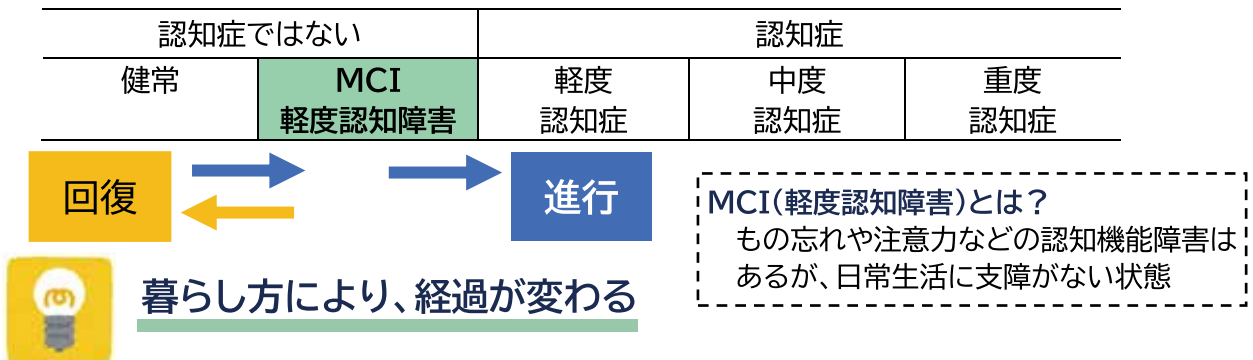 認知症ではない 認知症
健常 MCI 軽度 中度 重度
軽度認知障害 認知症 認知症 認知症
回復 進行
MCI(軽度認知障害)とは？
もの忘れや注意力などの認知機能障害は
あるが、日常生活に支障がない状態
暮らし方により、経過が変わる